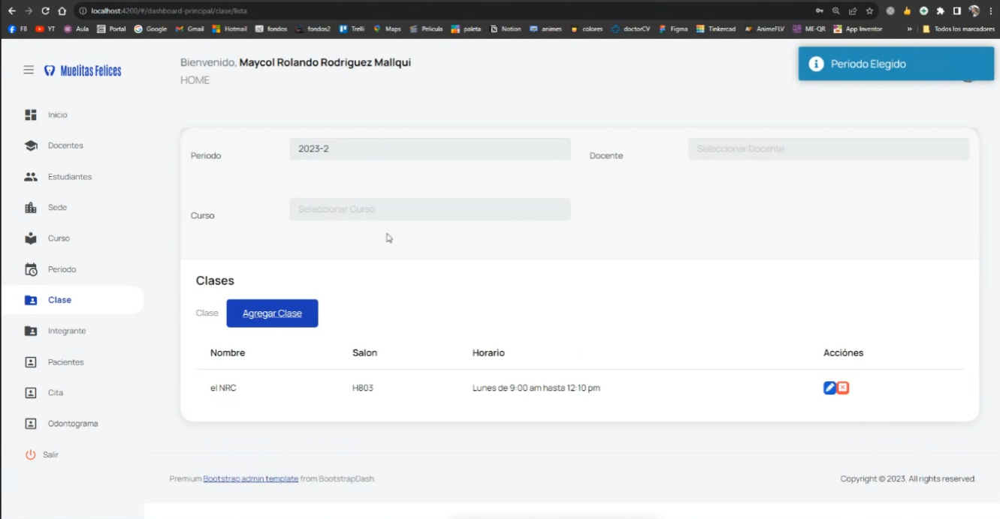 localhost:4200/#/dashboard-principal/clase/lista
FB YT Aula Portal Google Gmail Hotmail fondos fondos2 Trelli Maps Pelicula paleta Notion animes colores doctorCV Figma Tinkercad AnimeFLV ME-QR App Inventor » Todos los marcadores
Muelitas Felices
Bienvenido, Maycol Rolando Rodriguez Mallqui
HOME
Periodo Elegido
Inicio
Docentes
Estudiantes
Sede
Curso
Periodo
Clase
Integrante
Pacientes
Cita
Odontograma
Salir
Periodo 2023-2 Docente Seleccionar Docente
Curso Seleccionar Curso
Clases
Clase Agregar Clase
Nombre Salon Horario Acciónes
el NRC H803 Lunes de 9:00 am hasta 12:10 pm
Premium Bootstrap admin template from BootstrapDash.
Copyright © 2023. All rights reserved.